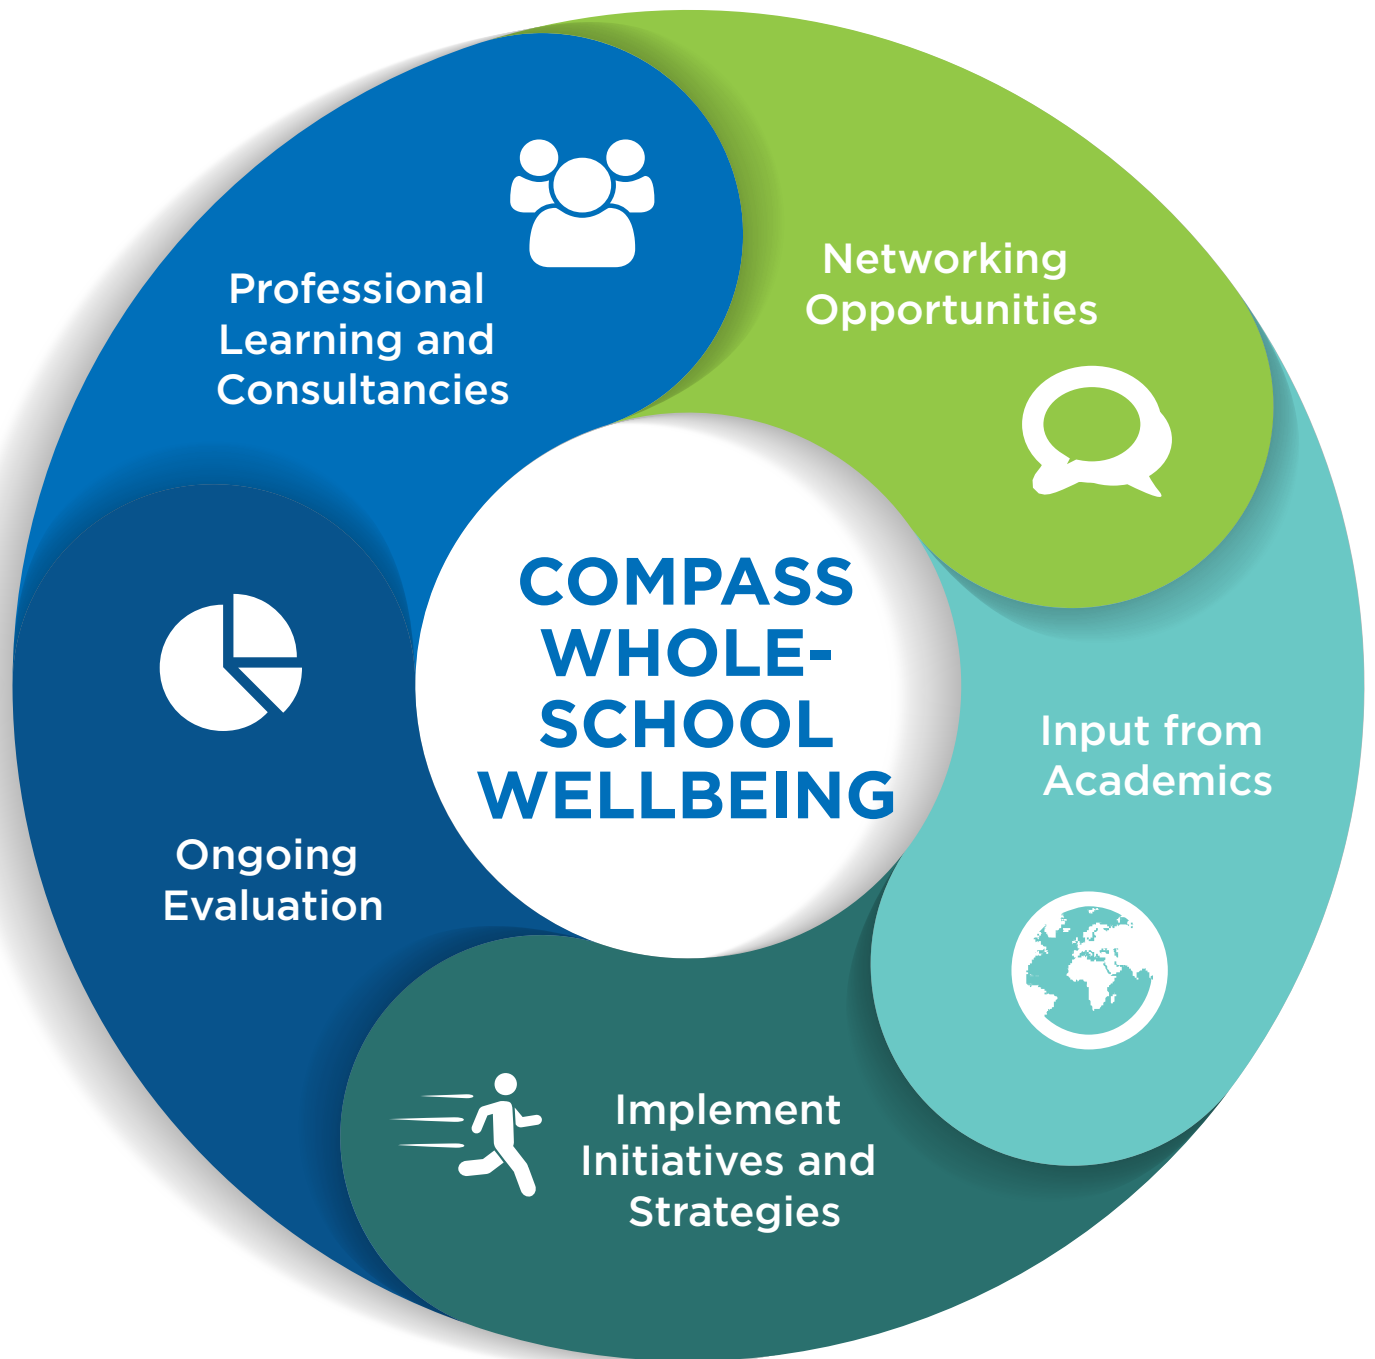 Professional
Learning and
Consultancies
Networking
Opportunities
COMPASS
WHOLE-
SCHOOL
WELLBEING
Input from
Academics
Ongoing
Evaluation
Implement
Initiatives and
Strategies